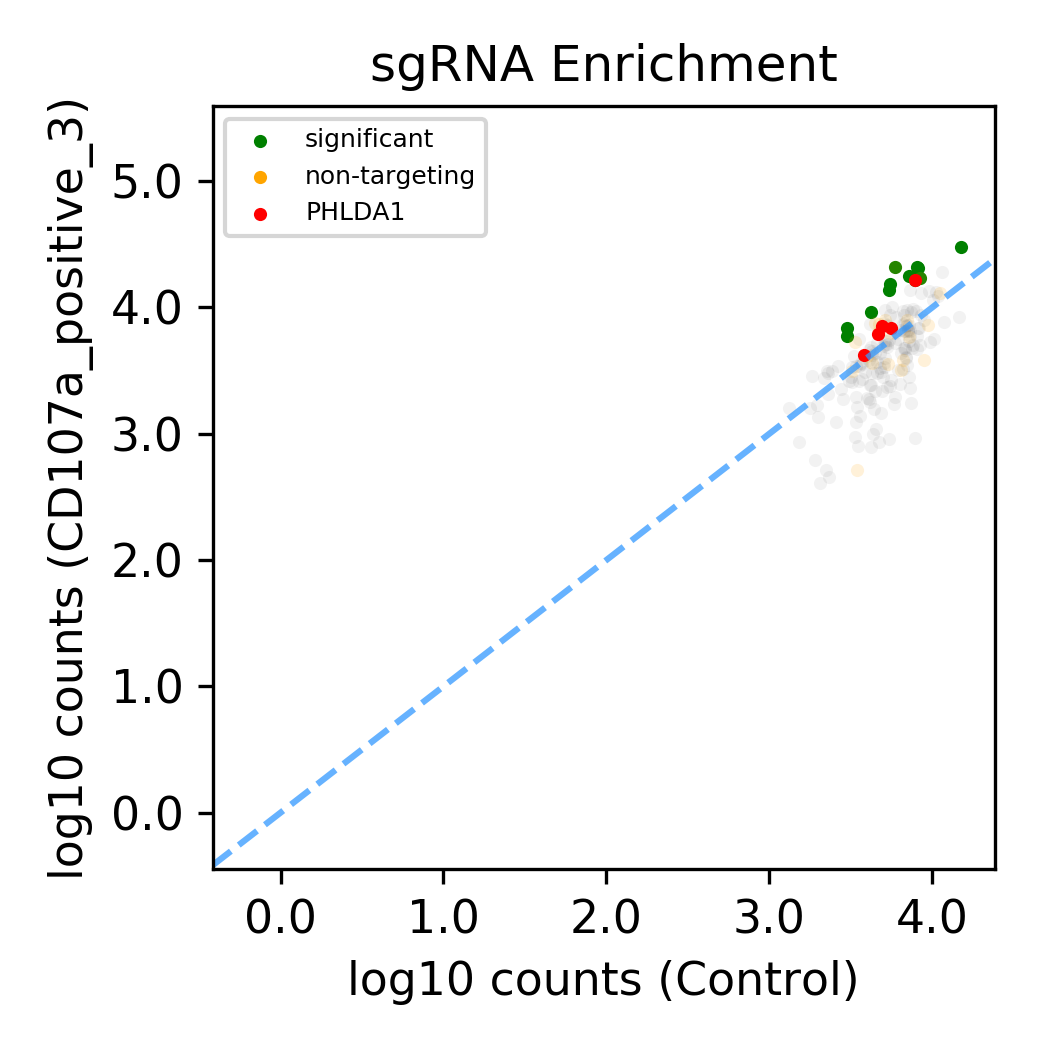 sgRNA Enrichment
significant
non-targeting
PHLDA1
log10 counts (CD107a_positive_3)
5.0
4.0
3.0
2.0
1.0
0.0
0.0 1.0 2.0 3.0 4.0
log10 counts (Control)